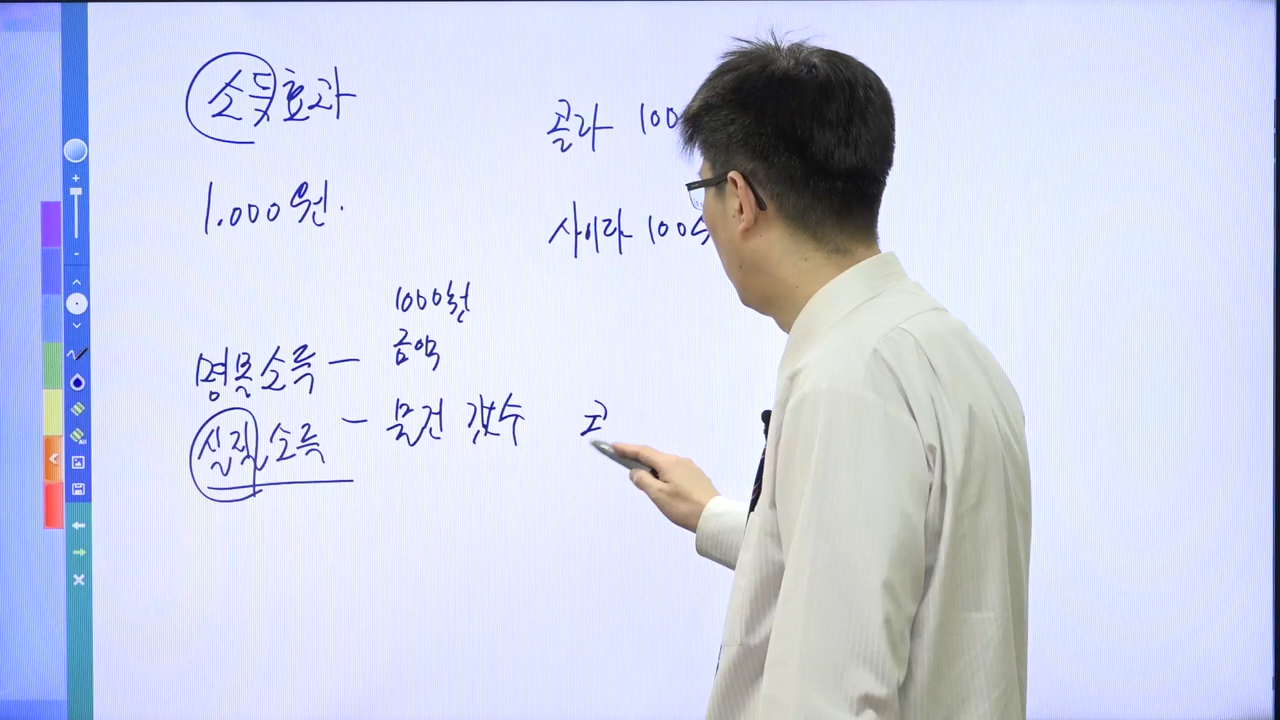 소득효과
1.000원.
콜라 100
사이다 100
1000원
금액
명목소득 –
실질소득 – 물건 갯수 코